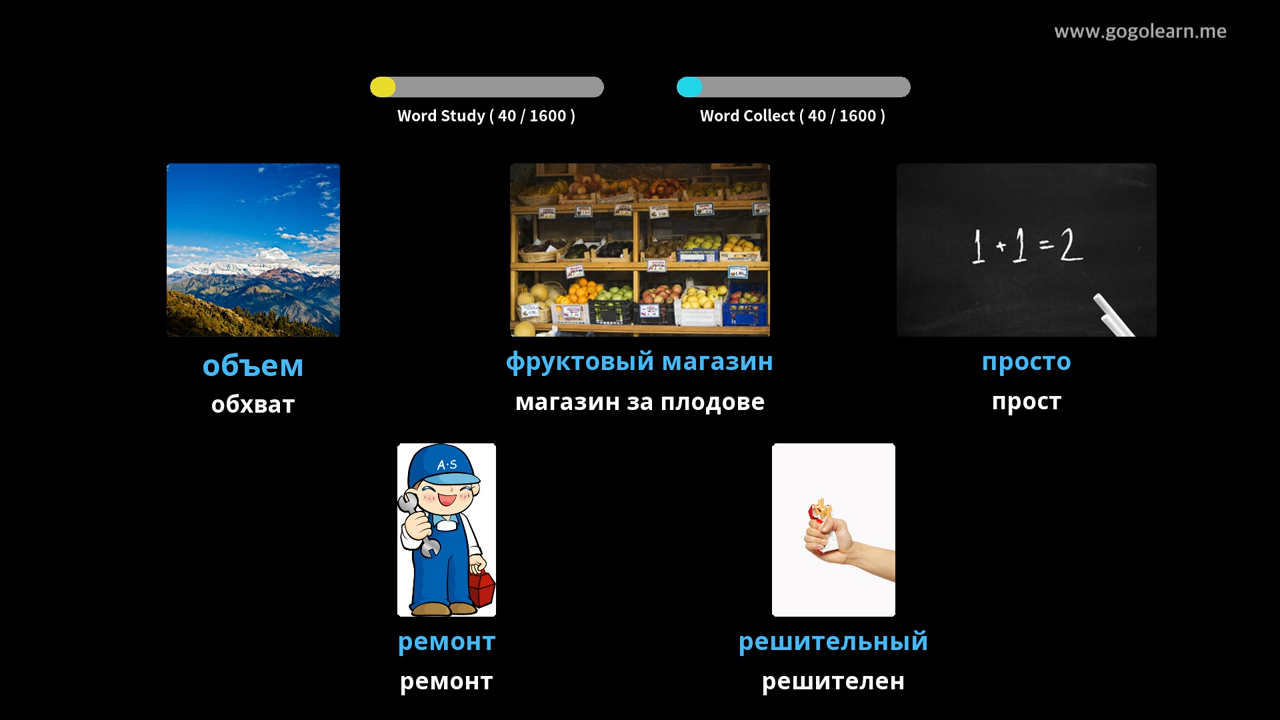 www.gogolearn.me
Word Study ( 40 / 1600 )
Word Collect ( 40 / 1600 )
1 + 1 = 2
объем
обхват
фруктовый магазин
магазин за плодове
просто
прост
A·S
ремонт
ремонт
решительный
решителен